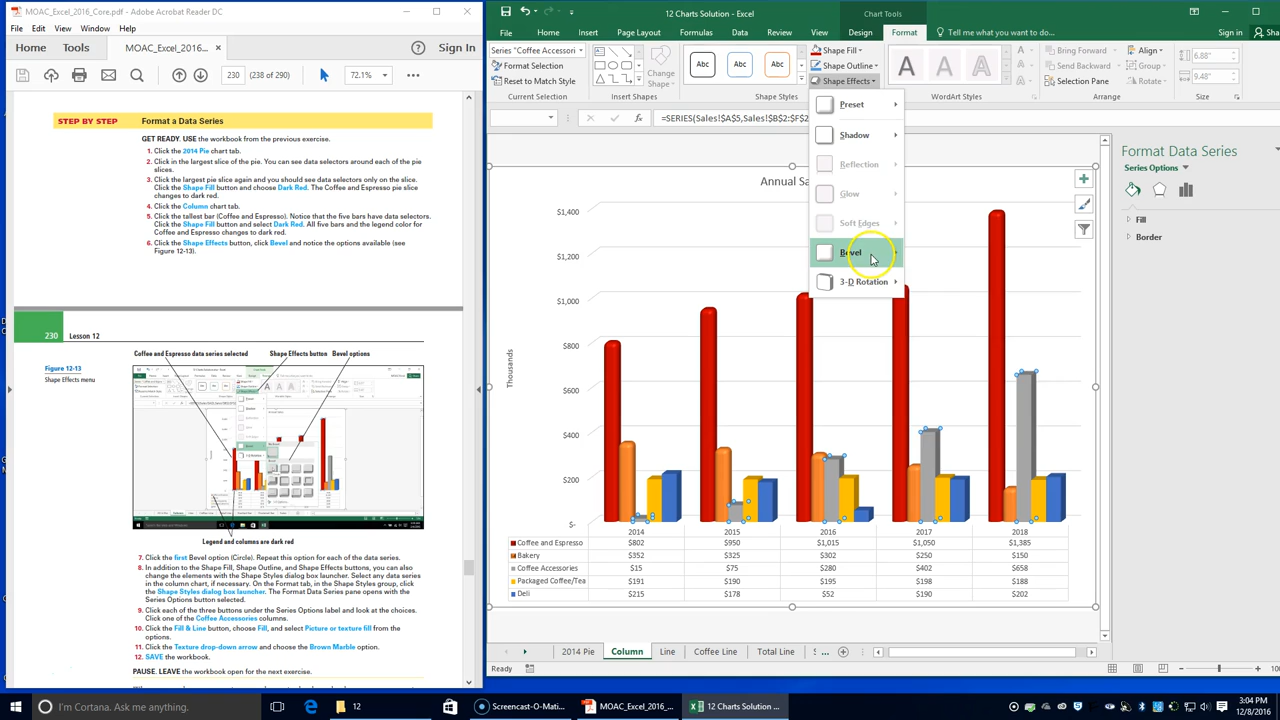 MOAC_Excel_2016_Core.pdf - Adobe Acrobat Reader DC
File Edit View Window Help
Home Tools MOAC_Excel_2016... × Sign In
230 (238 of 290) 72.1%
STEP BY STEP Format a Data Series
GET READY. USE the workbook from the previous exercise.
1. Click the 2014 Pie chart tab.
2. Click in the largest slice of the pie. You can see data selectors around each of the pie
slices.
3. Click the largest pie slice again and you should see data selectors only on the slice.
Click the Shape Fill button and choose Dark Red. The Coffee and Espresso pie slice
changes to dark red.
4. Click the Column chart tab.
5. Click the tallest bar (Coffee and Espresso). Notice that the five bars have data selectors.
Click the Shape Fill button and select Dark Red. All five bars and the legend color for
Coffee and Espresso changes to dark red.
6. Click the Shape Effects button, click Bevel and notice the options available (see
Figure 12-13).
230 Lesson 12
Coffee and Espresso data series selected Shape Effects button Bevel options
Figure 12-13
Shape Effects menu
Legend and columns are dark red
7. Click the first Bevel option (Circle). Repeat this option for each of the data series.
8. In addition to the Shape Fill, Shape Outline, and Shape Effects buttons, you can also
change the elements with the Shape Styles dialog box launcher. Select any data series
in the column chart, if necessary. On the Format tab, in the Shape Styles group, click
the Shape Styles dialog box launcher. The Format Data Series pane opens with the
Series Options button selected.
9. Click each of the three buttons under the Series Options label and look at the choices.
Click one of the Coffee Accessories columns.
10. Click the Fill & Line button, choose Fill, and select Picture or texture fill from the
options.
11. Click the Texture drop-down arrow and choose the Brown Marble option.
12. SAVE the workbook.
PAUSE. LEAVE the workbook open for the next exercise.
12 Charts Solution - Excel Chart Tools
File Home Insert Page Layout Formulas Data Review View Design Format Tell me what you want to do... Sign in Sha
Series "Coffee Accessori
Format Selection
Reset to Match Style
Current Selection
Change
Shape
Insert Shapes
Abc Abc Abc
Shape Styles
Shape Fill
Shape Outline
Shape Effects
A A A
WordArt Styles
Bring Forward
Send Backward
Selection Pane
Align
Group
Rotate
Arrange
6.88"
9.48"
Size
=SERIES(Sales!$A$5,Sales!$B$2:$F$2
Preset
Shadow
Reflection
Glow
Soft Edges
Bevel
3-D Rotation
Annual Sa
Thousands
$1,400
$1,200
$1,000
$800
$600
$400
$200
$-
2014 2015 2016 2017 2018
Coffee and Espresso $802 $950 $1,015 $1,050 $1,385
Bakery $352 $325 $302 $250 $150
Coffee Accessories $15 $75 $280 $402 $658
Packaged Coffee/Tea $191 $190 $195 $198 $188
Deli $215 $178 $52 $190 $202
Format Data Series
Series Options
Fill
Border
2014 Pie Column Line Coffee Line Total Line ...
Ready 100
I'm Cortana. Ask me anything. 12 Screencast-O-Mati... MOAC_Excel_2016_... 12 Charts Solution - ... 3:04 PM
12/8/2016